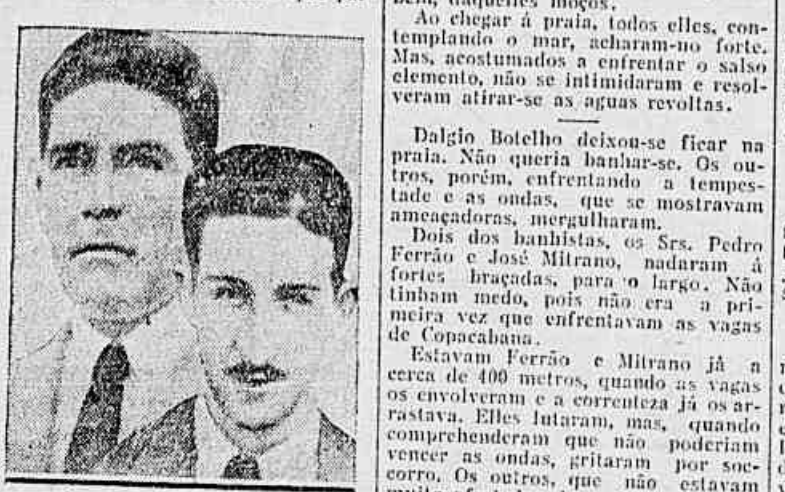 daquelles moços.
Ao chegar á praia, todos elles, con-
templando o mar, acharam-no forte.
Mas, acostumados a enfrentar o salso
elemento, não se intimidaram e resol-
veram atirar-se as aguas revoltas.
Dalgio Botelho deixou-se ficar na
praia. Não queria banhar-se. Os ou-
tros, porém, enfrentando a tempes-
tade e as ondas, que se mostravam
ameaçadoras, mergulharam.
Dois dos banhistas, os Srs. Pedro
Ferrão e José Mitrano, nadaram á
fortes braçadas, para o largo. Não
tinham medo, pois não era a pri-
meira vez que enfrentavam as vagas
de Copacabana.
Estavam Ferrão e Mitrano já a
cerca de 400 metros, quando as vagas
os envolveram e a correnteza já os ar-
rastava. Elles lutaram, mas, quando
comprehenderam que não poderiam
vencer as ondas, gritaram por soc-
corro. Os outros, que não estavam